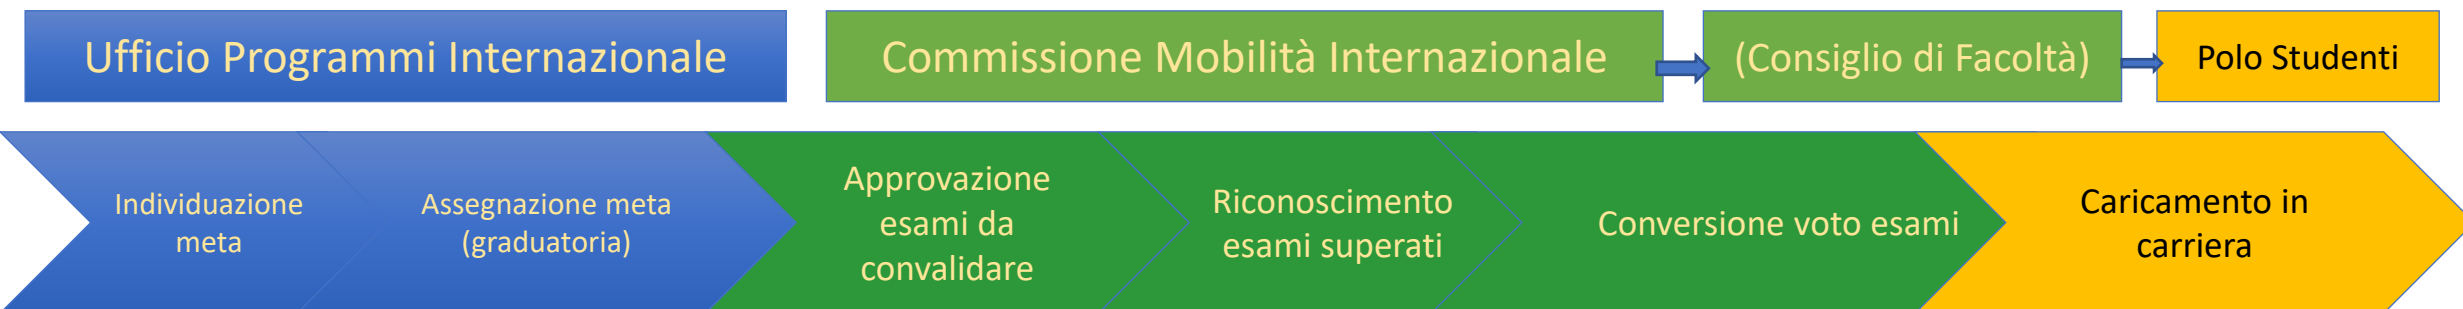 Ufficio Programmi Internazionale
Commissione Mobilità Internazionale
(Consiglio di Facoltà)
Polo Studenti
Individuazione
meta
Assegnazione meta
(graduatoria)
Approvazione
esami da
convalidare
Riconoscimento
esami superati
Conversione voto esami
Caricamento in
carriera